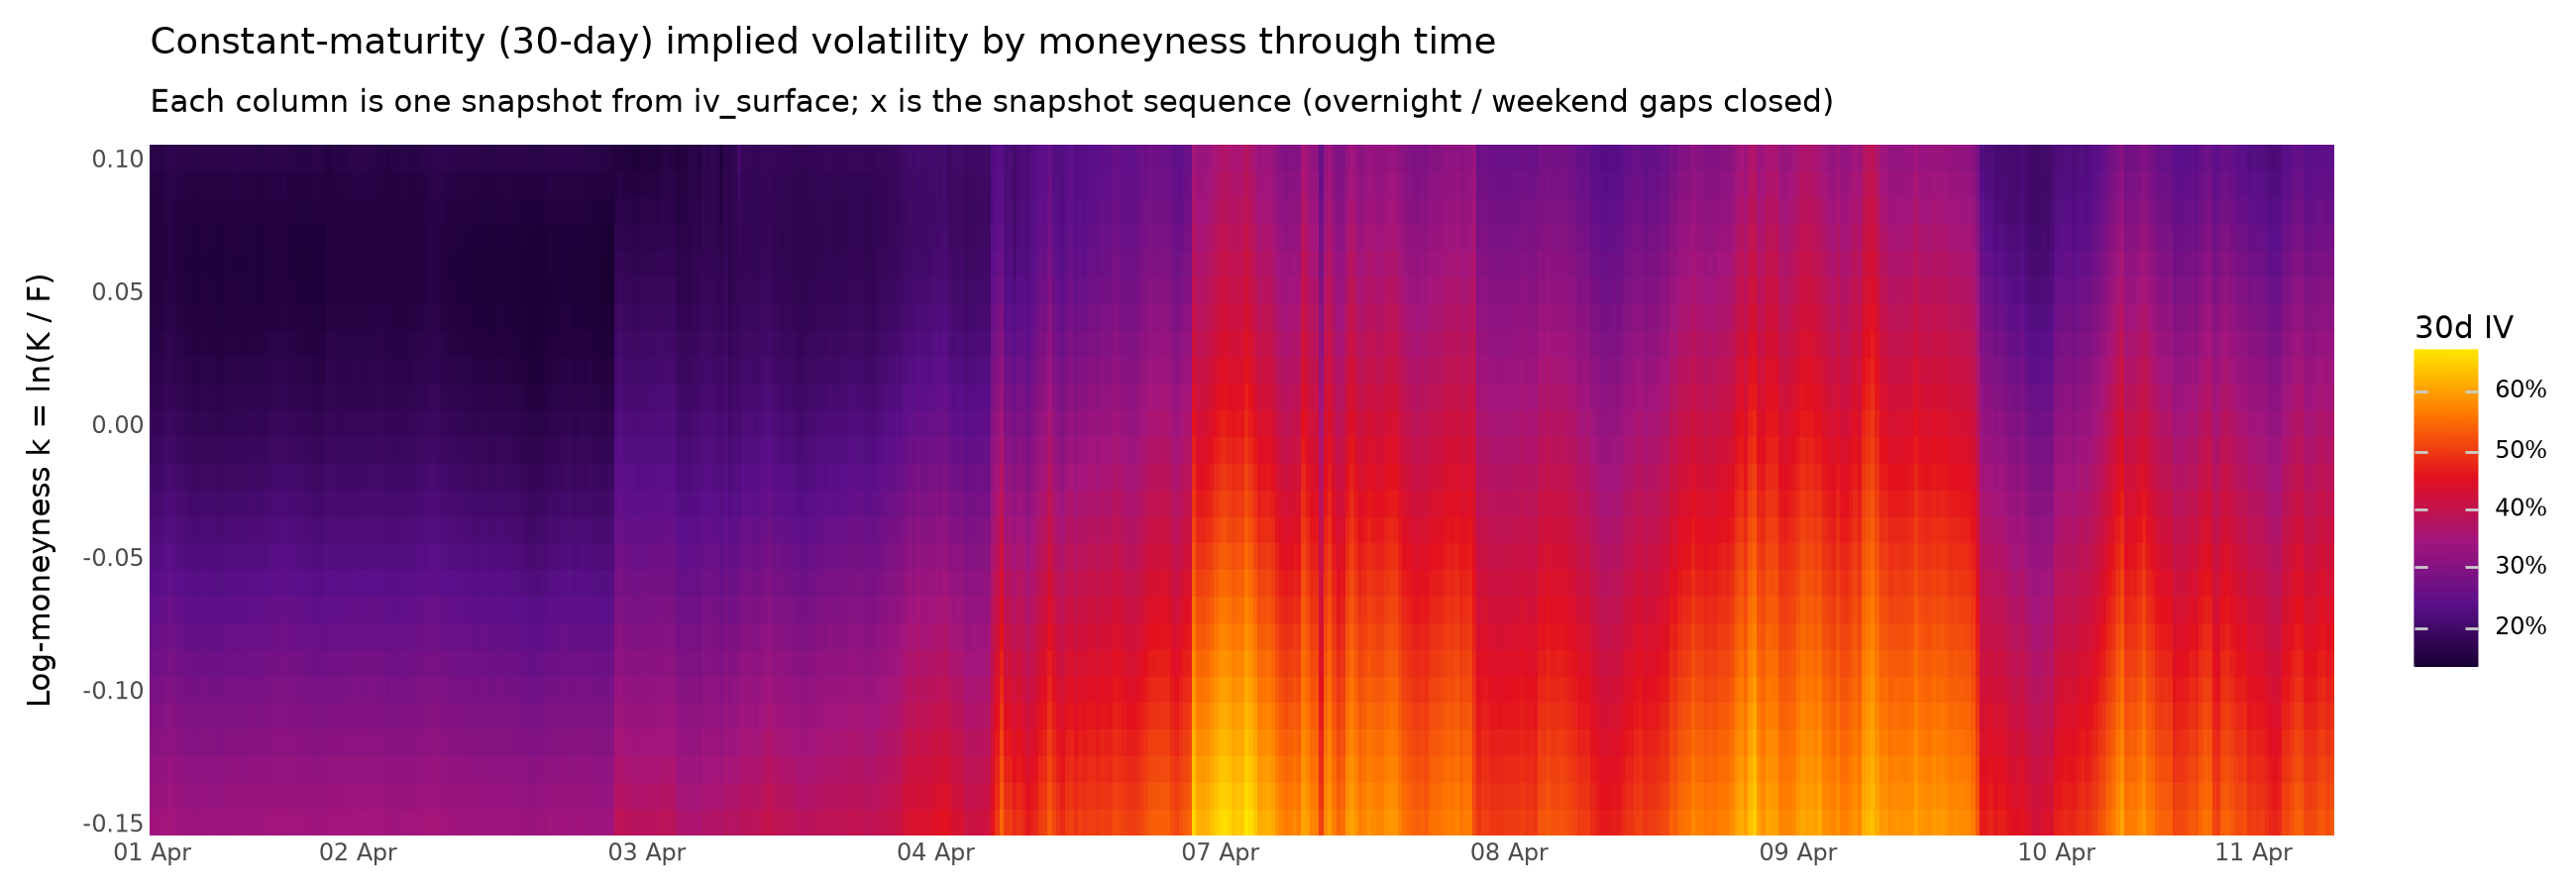 Constant-maturity (30-day) implied volatility by moneyness through time
Each column is one snapshot from iv_surface; x is the snapshot sequence (overnight / weekend gaps closed)
Log-moneyness k = ln(K / F)
0.10
0.05
0.00
-0.05
-0.10
-0.15
01 Apr
02 Apr
03 Apr
04 Apr
07 Apr
08 Apr
09 Apr
10 Apr
11 Apr
30d IV
60%
50%
40%
30%
20%